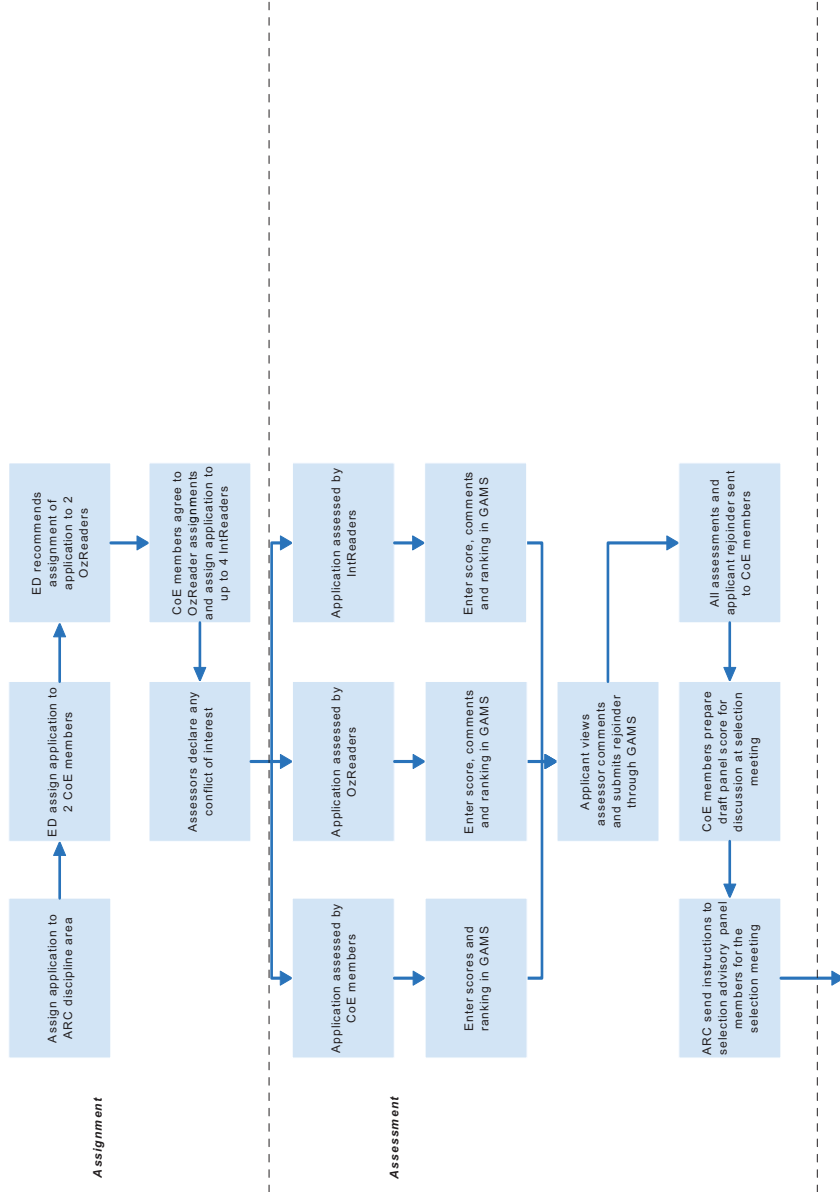 Assignment
Assign application to
ARC discipline area
ED assign application to
2 CoE members
ED recommends
assignment of
application to 2
OzReaders
CoE members agree to
OzReader assignments
and assign application to
up to 4 IntReaders
Assessors declare any
conflict of interest
Assessment
Application assessed by
CoE members
Application assessed by
OzReaders
Application assessed by
IntReaders
Enter scores and
ranking in GAMS
Enter score, comments
and ranking in GAMS
Enter score, comments
and ranking in GAMS
Applicant views
assessor comments
and submits rejoinder
through GAMS
All assessments and
applicant rejoinder sent
to CoE members
CoE members prepare
draft panel score for
discussion at selection
meeting
ARC send instructions to
selection advisory panel
members for the
selection meeting